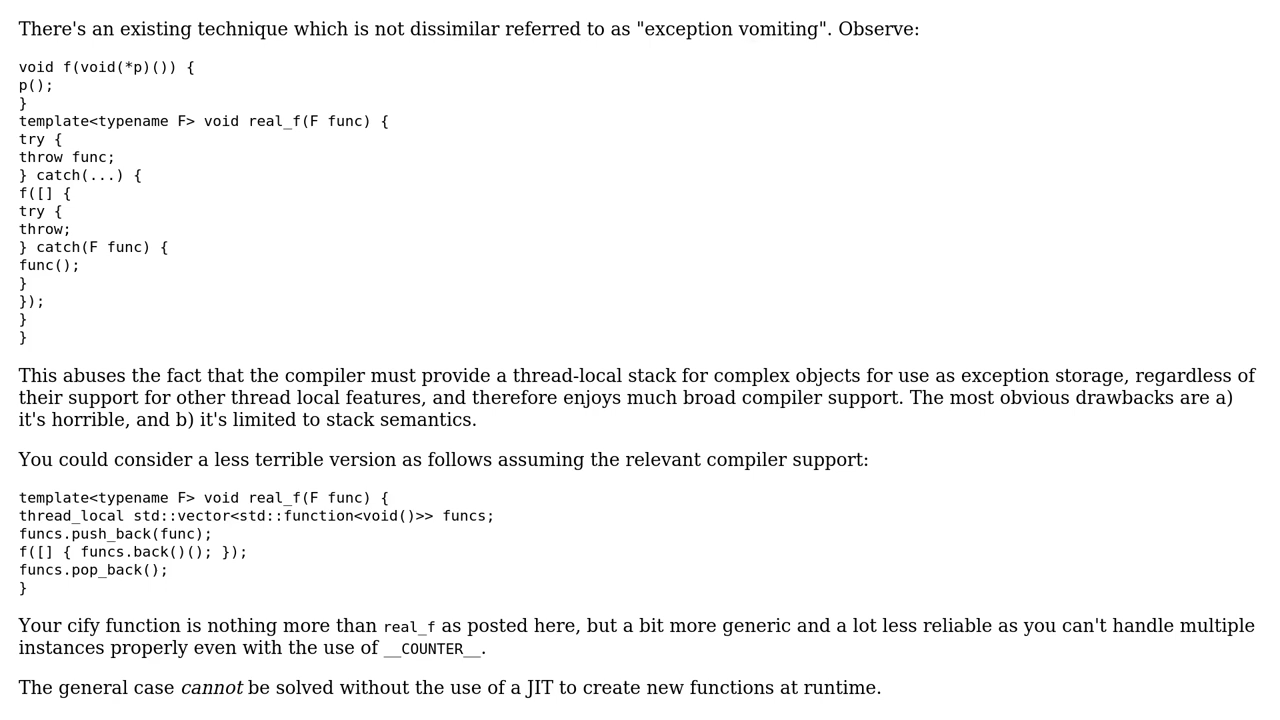 There's an existing technique which is not dissimilar referred to as "exception vomiting". Observe:
void f(void(*p)()) {
p();
}
template<typename F> void real_f(F func) {
try {
throw func;
} catch(...) {
f([] {
try {
throw;
} catch(F func) {
func();
}
});
}
}
This abuses the fact that the compiler must provide a thread-local stack for complex objects for use as exception storage, regardless of
their support for other thread local features, and therefore enjoys much broad compiler support. The most obvious drawbacks are a)
it's horrible, and b) it's limited to stack semantics.
You could consider a less terrible version as follows assuming the relevant compiler support:
template<typename F> void real_f(F func) {
thread_local std::vector<std::function<void()>> funcs;
funcs.push_back(func);
f([] { funcs.back()(); });
funcs.pop_back();
}
Your cify function is nothing more than real_f as posted here, but a bit more generic and a lot less reliable as you can't handle multiple
instances properly even with the use of __COUNTER__.
The general case cannot be solved without the use of a JIT to create new functions at runtime.